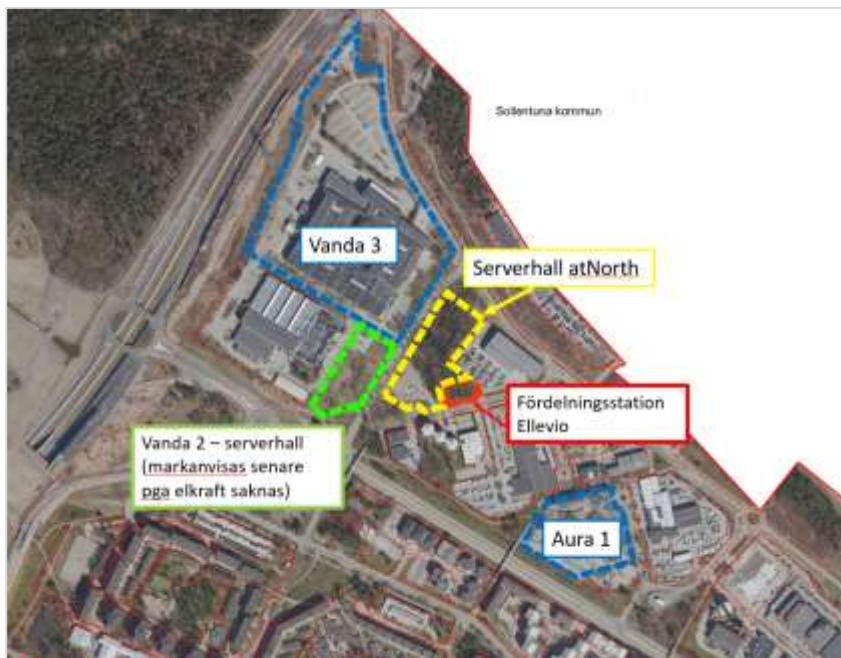 Sollentuna kommun
Vanda 3
Serverhall atNorth
Fördelningsstation
Ellevio
Vanda 2 – serverhall
(markanvisas senare
pga elkraft saknas)
Aura 1